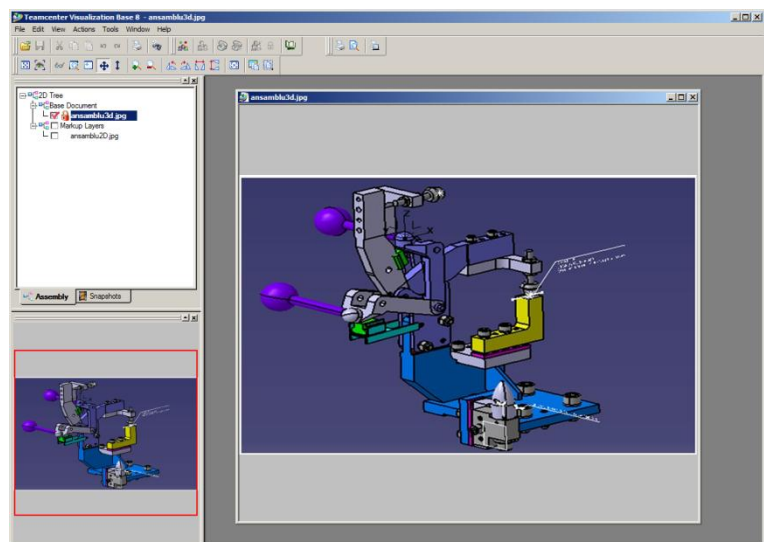 Teamcenter Visualization Base 8 - ansamblu3d.jpg
File Edit View Actions Tools Window Help
2D Tree
Base Document
ansamblu3d.jpg
Markup Layers
ansamblu2D.jpg
Assembly Snapshots
ansamblu3d.jpg
Z
X